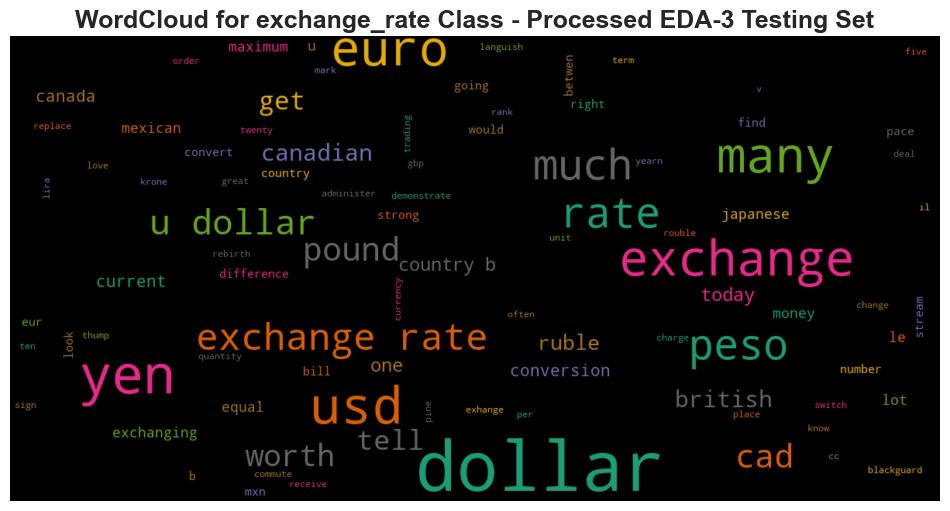 WordCloud for exchange_rate Class - Processed EDA-3 Testing Set
maximum
u
euro
languish
five
order
mark
betwen
term
going
canada
get
v
right
rank
replace
mexican
twenty
trading
would
find
pace
many
convert
canadian
much
deal
love
gbp
yearn
country
lira
krone
great
administer
demonstrate
rate
japanese
il
u dollar
strong
rouble
unit
pound
exchange
rebirth
country b
current
difference
currency
today
change
money
stream
often
eur
thump
look
exchange rate
ruble
charge
peso
le
ten
quantity
yen
bill
one
conversion
number
usd
british
lot
sign
equal
pine
exhange
per
place
switch
exchanging
tell
know
worth
dollar
cad
cc
blackguard
b
commute
receive
mxn